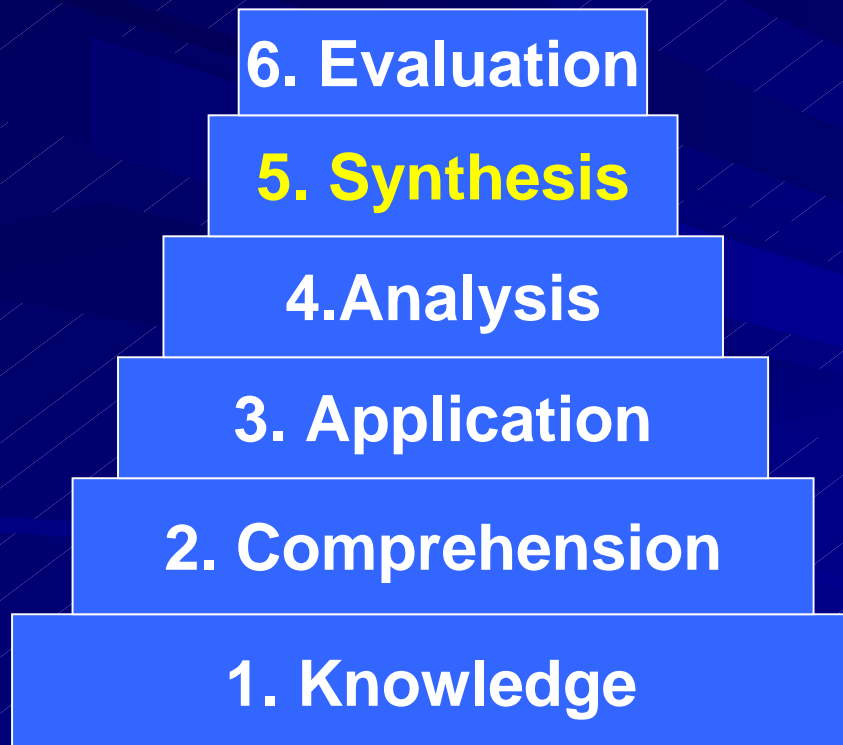 6. Evaluation
5. Synthesis
4.Analysis
3. Application
2. Comprehension
1. Knowledge